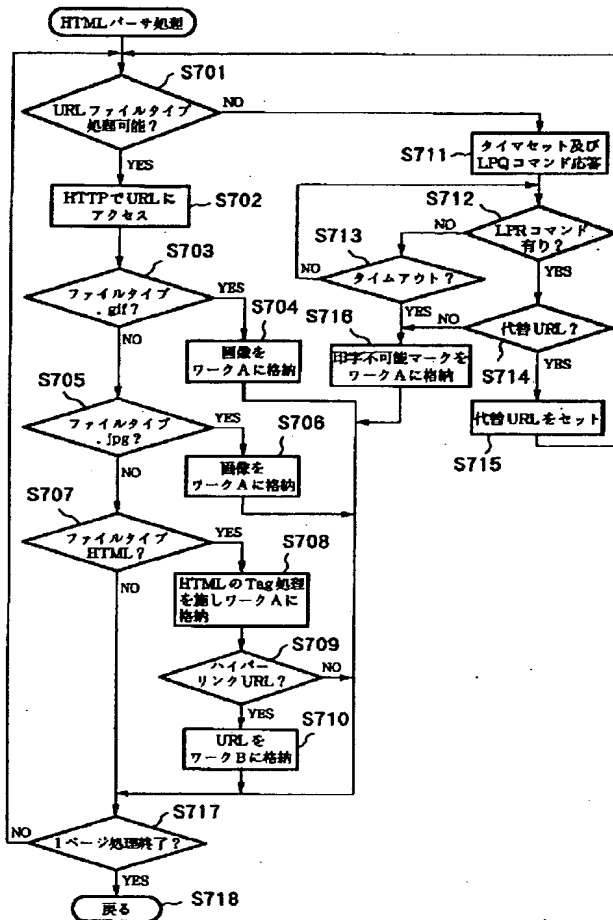 HTMLパーサ処理
S701
URLファイルタイプ
処理可能?
NO
YES
HTTPでURLに
アクセス
S702
S703
ファイルタイプ
.gif?
YES
NO
S704
画像を
ワークAに格納
S705
ファイルタイプ
.jpg?
YES
NO
S706
画像を
ワークAに格納
S707
ファイルタイプ
HTML?
YES
NO
S708
HTMLのTag処理
を施しワークAに
格納
S709
ハイパー
リンクURL?
NO
YES
S710
URLを
ワークBに格納
S711
タイマセット及び
LPQコマンド応答
S712
LPRコマンド
有り?
NO
YES
S713
タイムアウト?
NO
YES
S714
代替URL?
NO
YES
S715
代替URLをセット
S716
印字不可能マークを
ワークAに格納
S717
1ページ処理終了?
NO
YES
戻る
S718